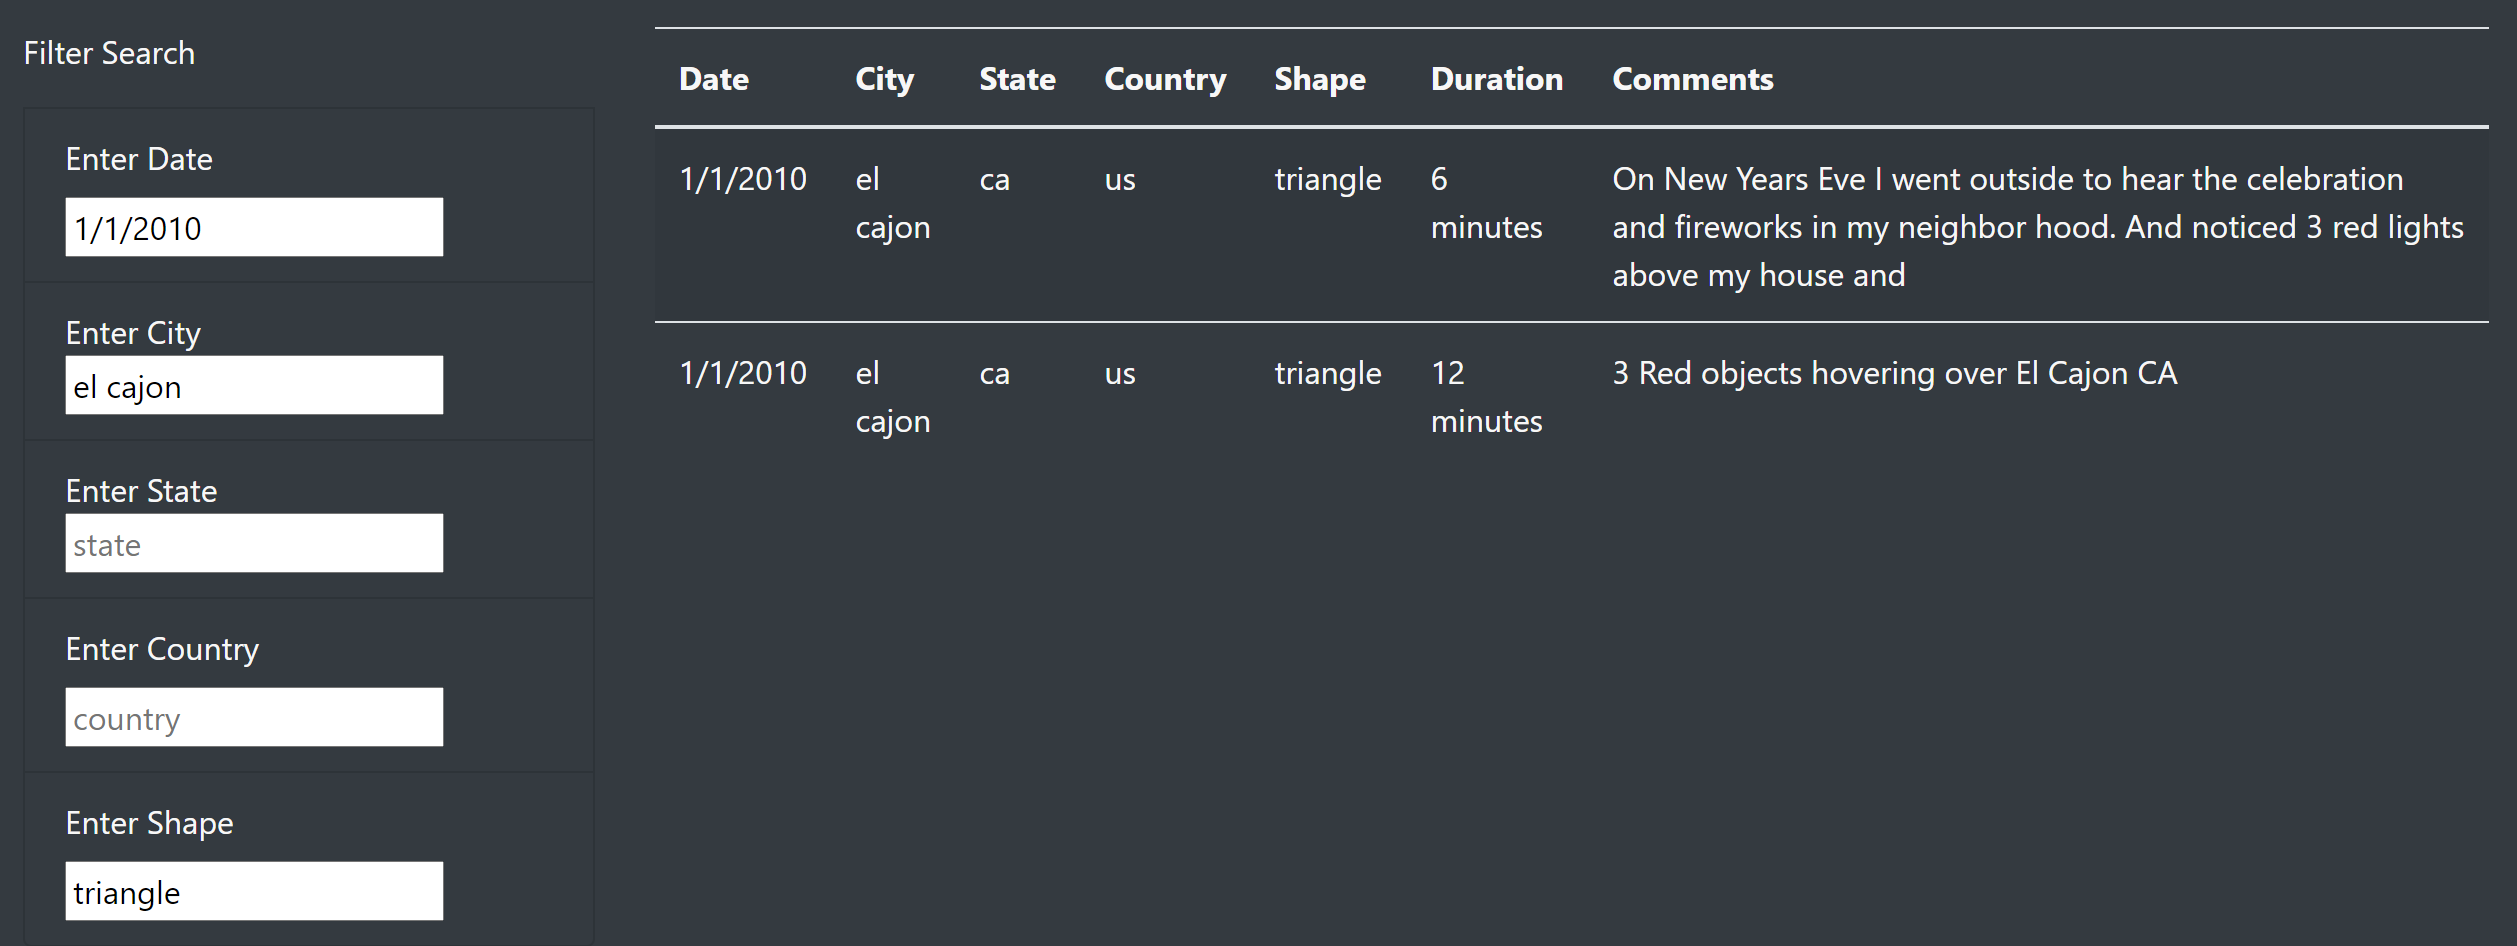 Filter Search
Enter Date
1/1/2010
Enter City
el cajon
Enter State
state
Enter Country
country
Enter Shape
triangle
Date City State Country Shape Duration Comments
1/1/2010 el ca us triangle 6 On New Years Eve I went outside to hear the celebration
cajon minutes and fireworks in my neighbor hood. And noticed 3 red lights
above my house and
1/1/2010 el ca us triangle 12 3 Red objects hovering over El Cajon CA
cajon minutes